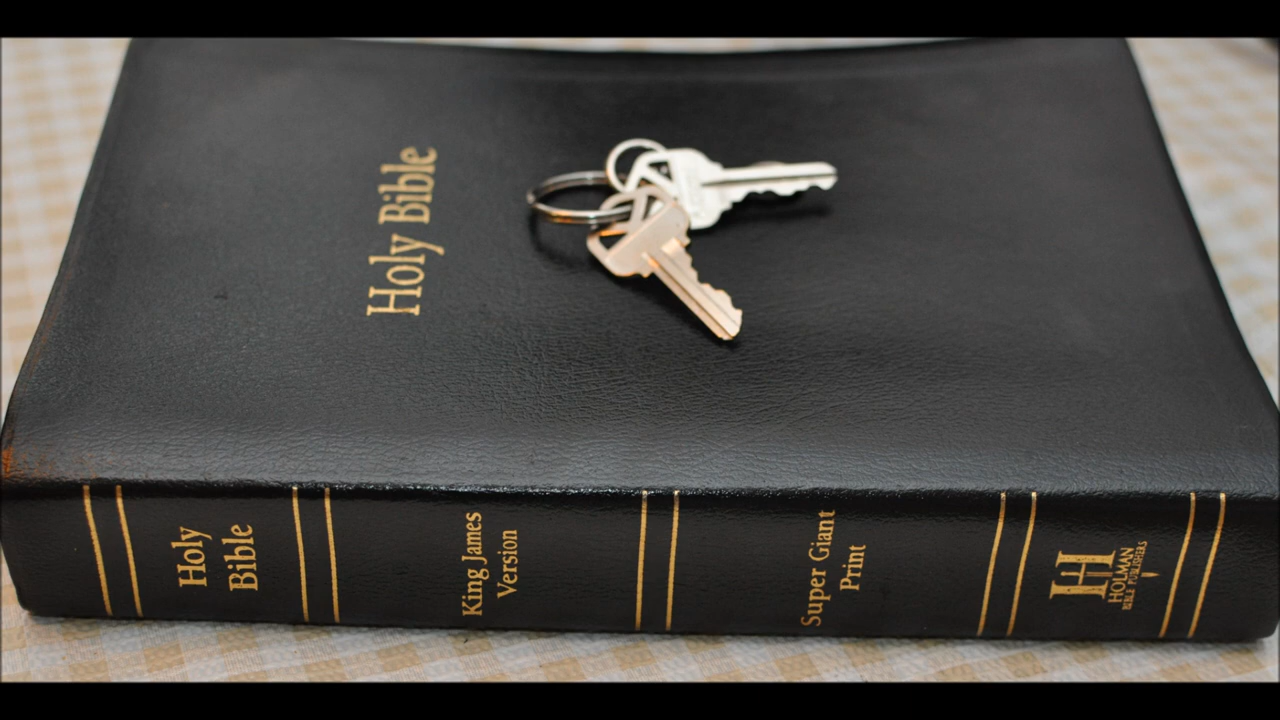 Holy Bible
Holy
Bible
King James
Version
Super Giant
Print
H
HOLMAN
BIBLE PUBLISHERS